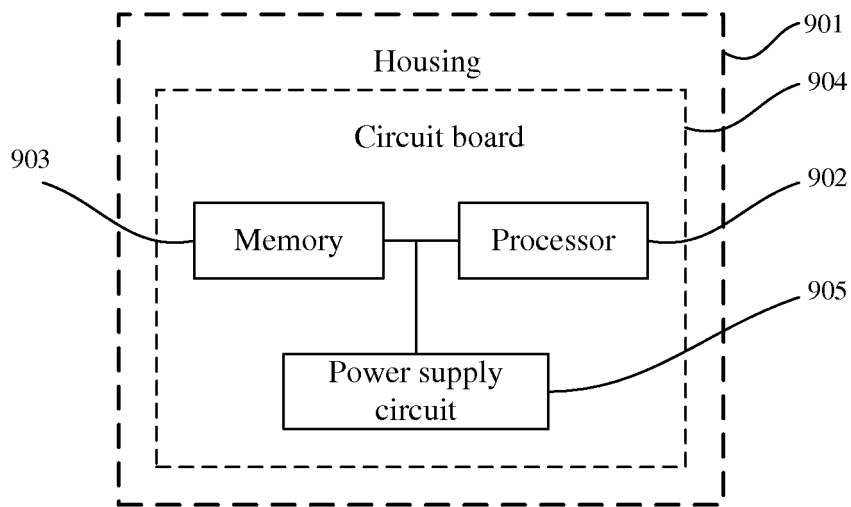 901
Housing
904
Circuit board
903
902
Memory
Processor
905
Power supply
circuit